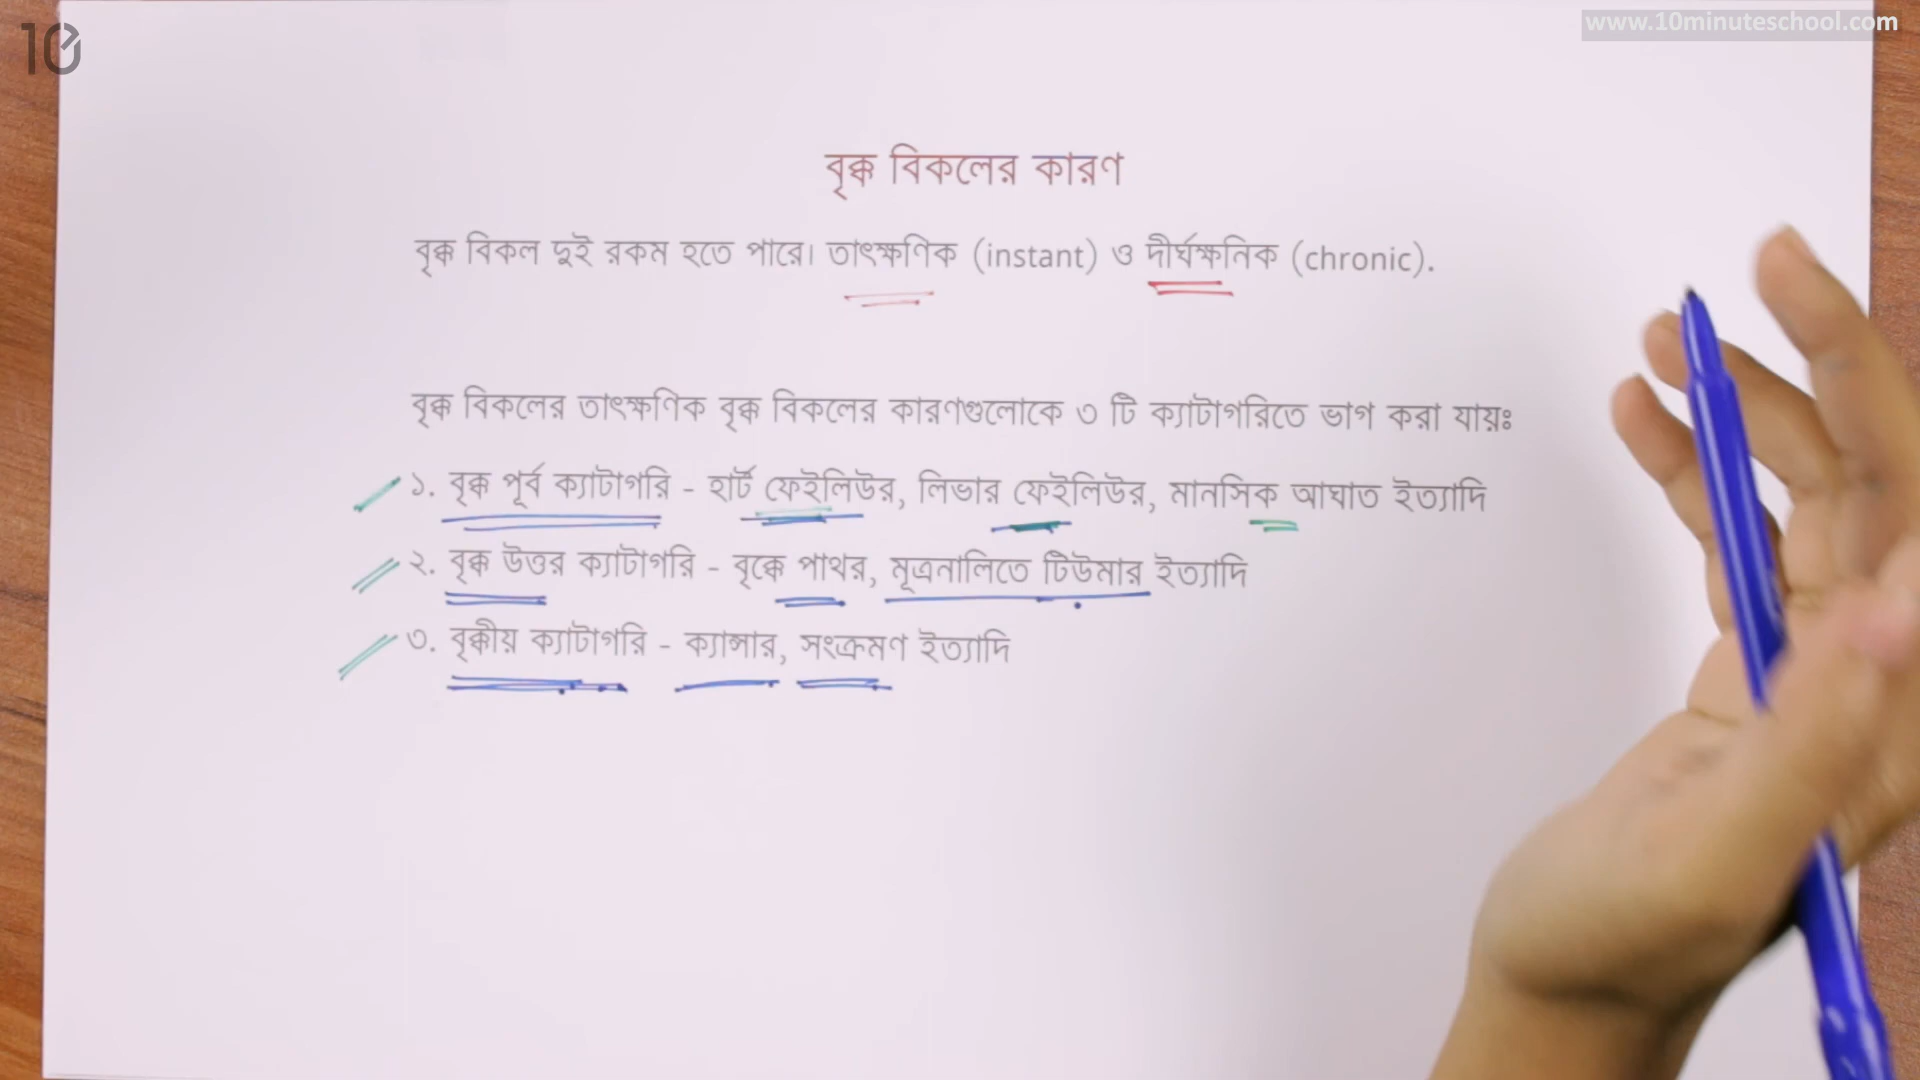 10
www.10minuteschool.com
বৃক্ক বিকলের কারণ
বৃক্ক বিকল দুই রকম হতে পারে। তাৎক্ষণিক (instant) ও দীর্ঘক্ষনিক (chronic).
বৃক্ক বিকলের তাৎক্ষণিক বৃক্ক বিকলের কারণগুলোকে ৩ টি ক্যাটাগরিতে ভাগ করা যায়ঃ
১. বৃক্ক পূর্ব ক্যাটাগরি - হার্ট ফেইলিউর, লিভার ফেইলিউর, মানসিক আঘাত ইত্যাদি
২. বৃক্ক উত্তর ক্যাটাগরি - বৃক্কে পাথর, মূত্রনালিতে টিউমার ইত্যাদি
৩. বৃক্কীয় ক্যাটাগরি - ক্যান্সার, সংক্রমণ ইত্যাদি